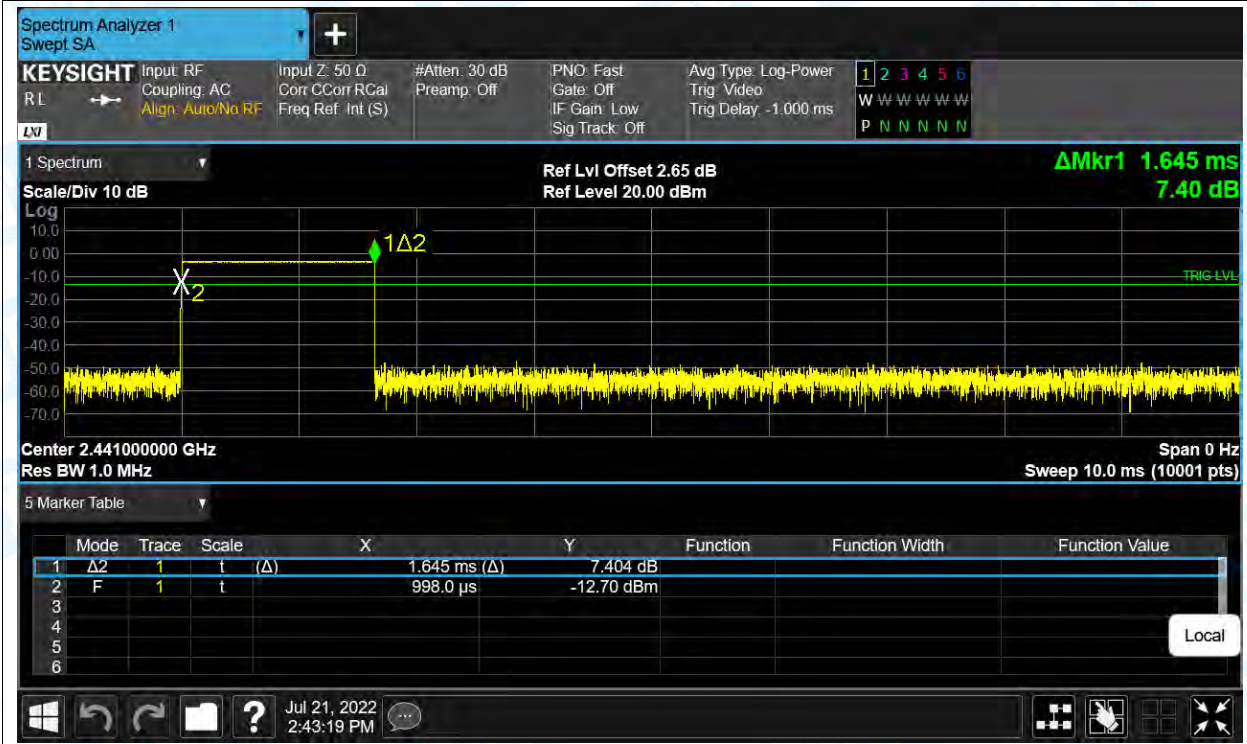 Spectrum Analyzer 1
Swept SA
KEYSIGHT
RL
LXI
Input: RF
Coupling: AC
Align: Auto/No RF
Input Z: 50 Ω
Corr CCorr RCal
Freq Ref: Int (S)
#Atten: 30 dB
Preamp: Off
PNO: Fast
Gate: Off
IF Gain: Low
Sig Track: Off
Avg Type: Log-Power
Trig: Video
Trig Delay: -1.000 ms
1 2 3 4 5 6
W W W W W W
P N N N N N
1 Spectrum
Scale/Div 10 dB
Ref Lvl Offset 2.65 dB
Ref Level 20.00 dBm
ΔMkr1 1.645 ms
7.40 dB
Log
10.0
0.00
-10.0
-20.0
-30.0
-40.0
-50.0
-60.0
-70.0
1Δ2
2
TRIG LVL
Center 2.441000000 GHz
Span 0 Hz
Res BW 1.0 MHz
Sweep 10.0 ms (10001 pts)
5 Marker Table
Mode Trace Scale X Y Function Function Width Function Value
1 Δ2 1 t (Δ) 1.645 ms (Δ) 7.404 dB
2 F 1 t 998.0 µs -12.70 dBm
3
4
5
6
Local
?
Jul 21, 2022
2:43:19 PM